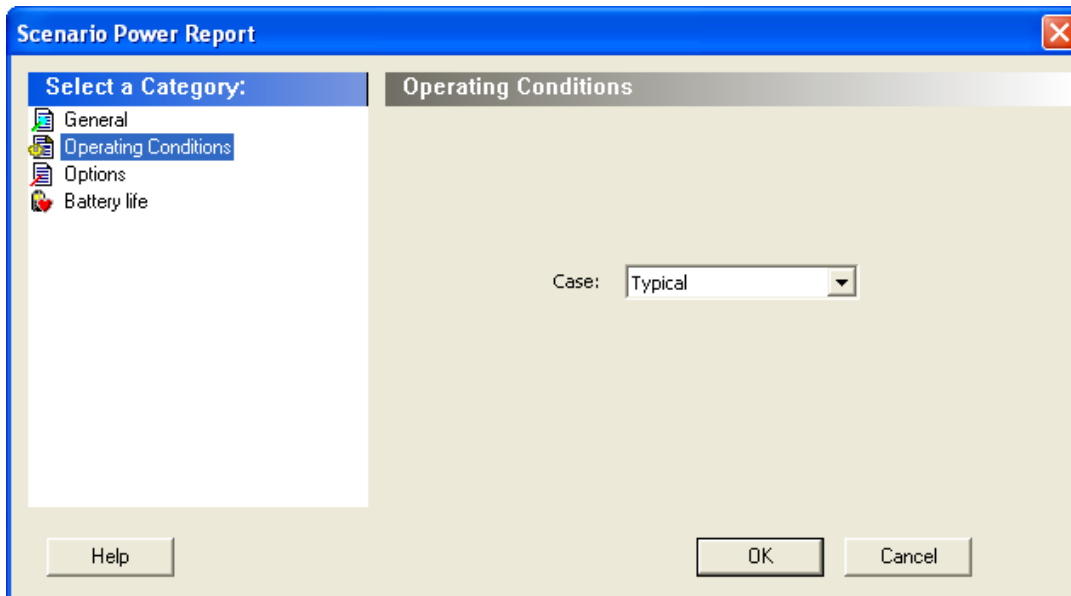 Scenario Power Report
Select a Category:
General
Operating Conditions
Options
Battery life
Operating Conditions
Case: Typical
Help
OK
Cancel